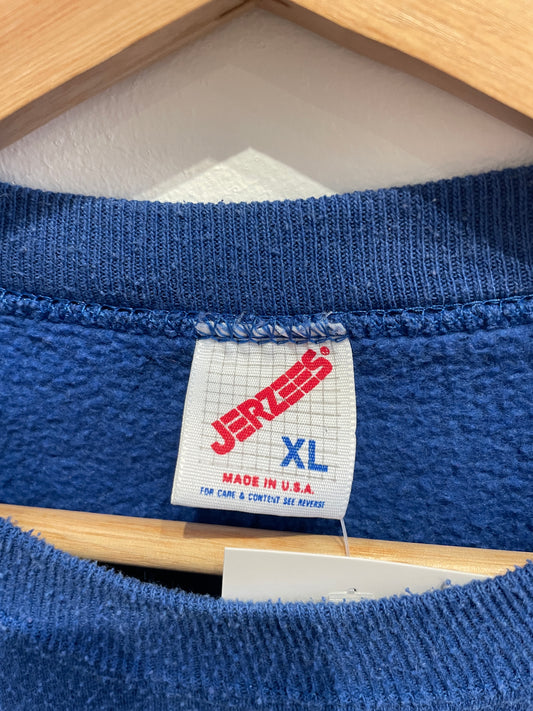 JERZEES®
XL
MADE IN U.S.A.
FOR CARE & CONTENT SEE REVERSE